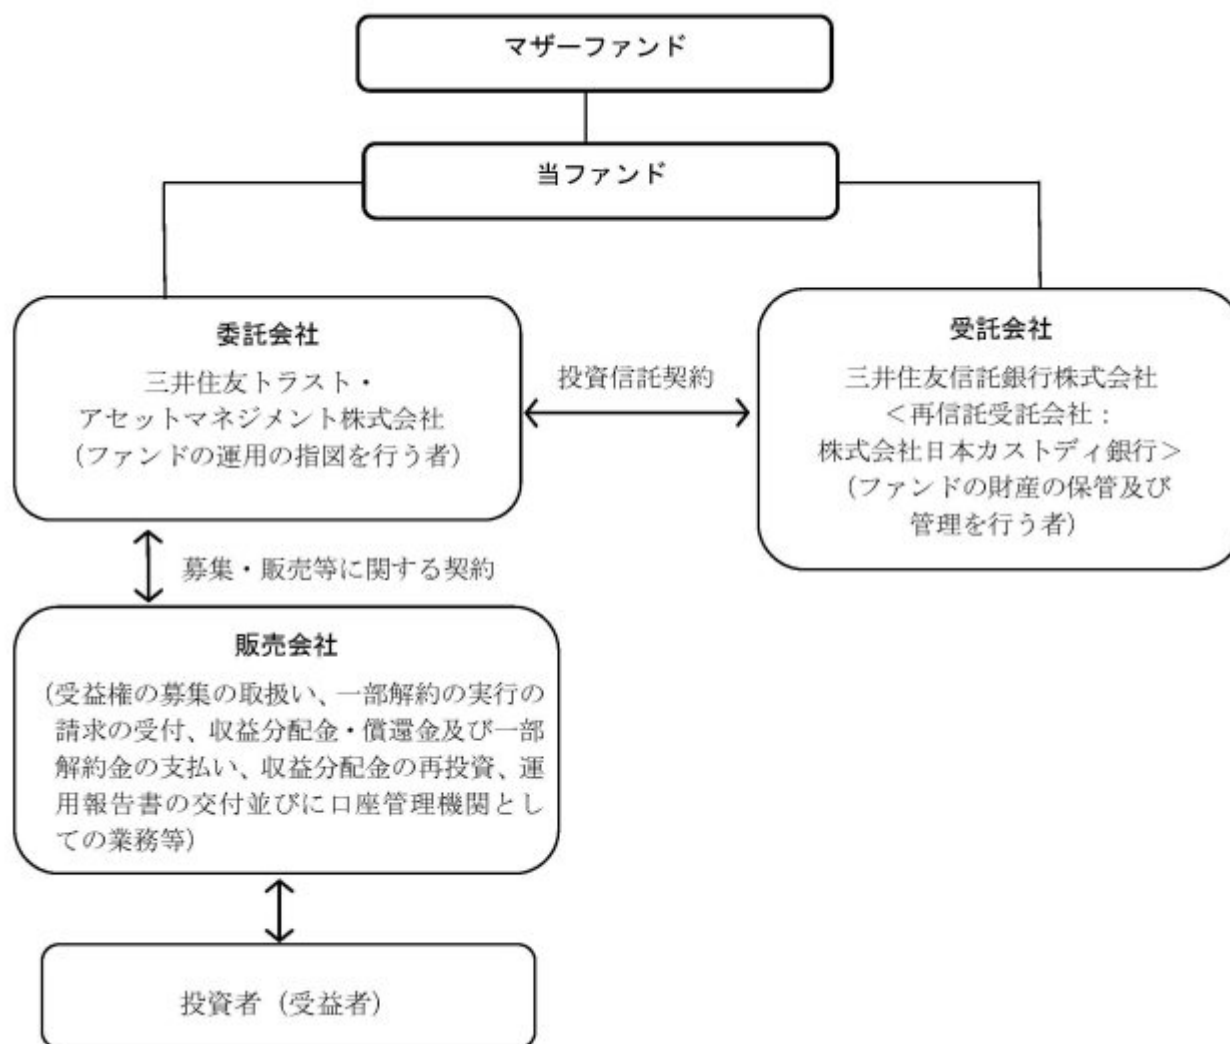 マザーファンド
当ファンド
委託会社
三井住友トラスト・
アセットマネジメント株式会社
（ファンドの運用の指図を行う者）
投資信託契約
受託会社
三井住友信託銀行株式会社
＜再信託受託会社：
株式会社日本カストディ銀行＞
（ファンドの財産の保管及び
管理を行う者）
募集・販売等に関する契約
販売会社
（受益権の募集の取扱い、一部解約の実行の
請求の受付、収益分配金・償還金及び一部
解約金の支払い、収益分配金の再投資、運
用報告書の交付並びに口座管理機関とし
ての業務等）
投資者（受益者）